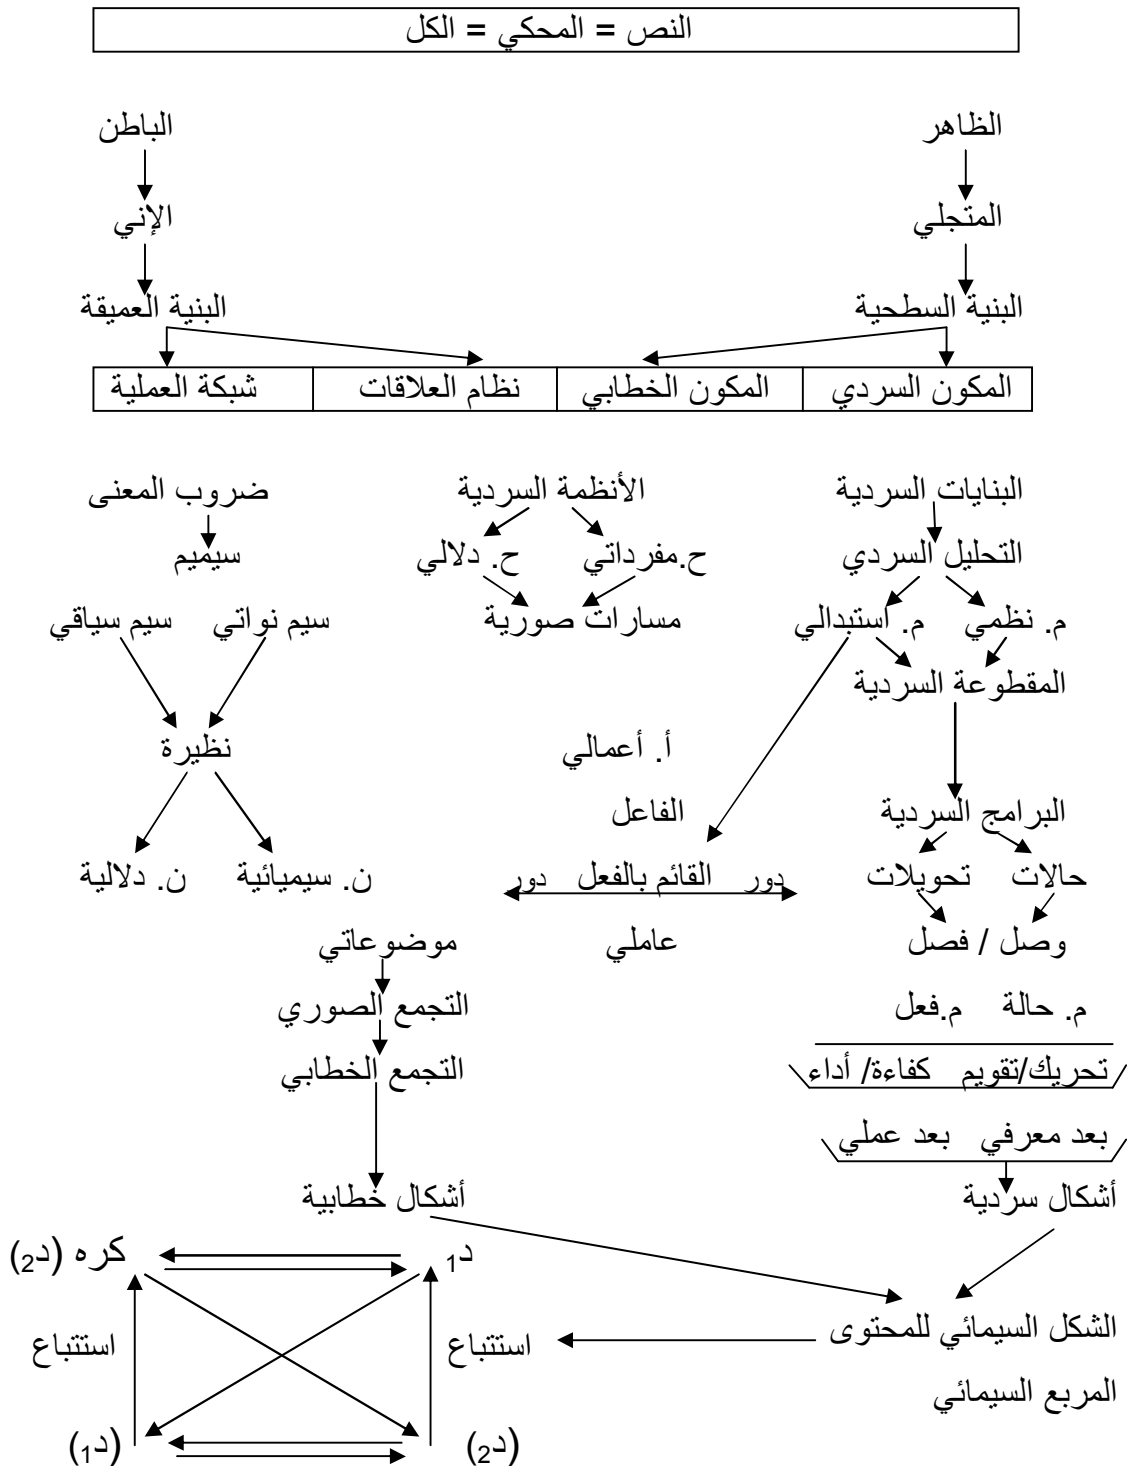 النص = المحكي = الكل
الظاهر الباطن
المتجلي الإني
البنية السطحية البنية العميقة
المكون السردي المكون الخطابي نظام العلاقات شبكة العملية
البنايات السردية الأنظمة السردية ضروب المعنى
التحليل السردي ح.مفرداتي ح. دلالي سيميم
م. نظمي م. استبدالي مسارات صورية سيم نواتي سيم سياقي
المقطوعة السردية
أ. أعمالي نظيرة
البرامج السردية الفاعل
حالات تحويلات دور القائم بالفعل دور ن. سيميائية ن. دلالية
وصل / فصل عاملي موضوعاتي
م. حالة م.فعل التجمع الصوري
تحريك/تقويم كفاءة/ أداء التجمع الخطابي
بعد معرفي بعد عملي
أشكال سردية أشكال خطابية
د1 كره (د2)
الشكل السيمائي للمحتوى استتباع استتباع
المربع السيمائي
(د2) (د1)